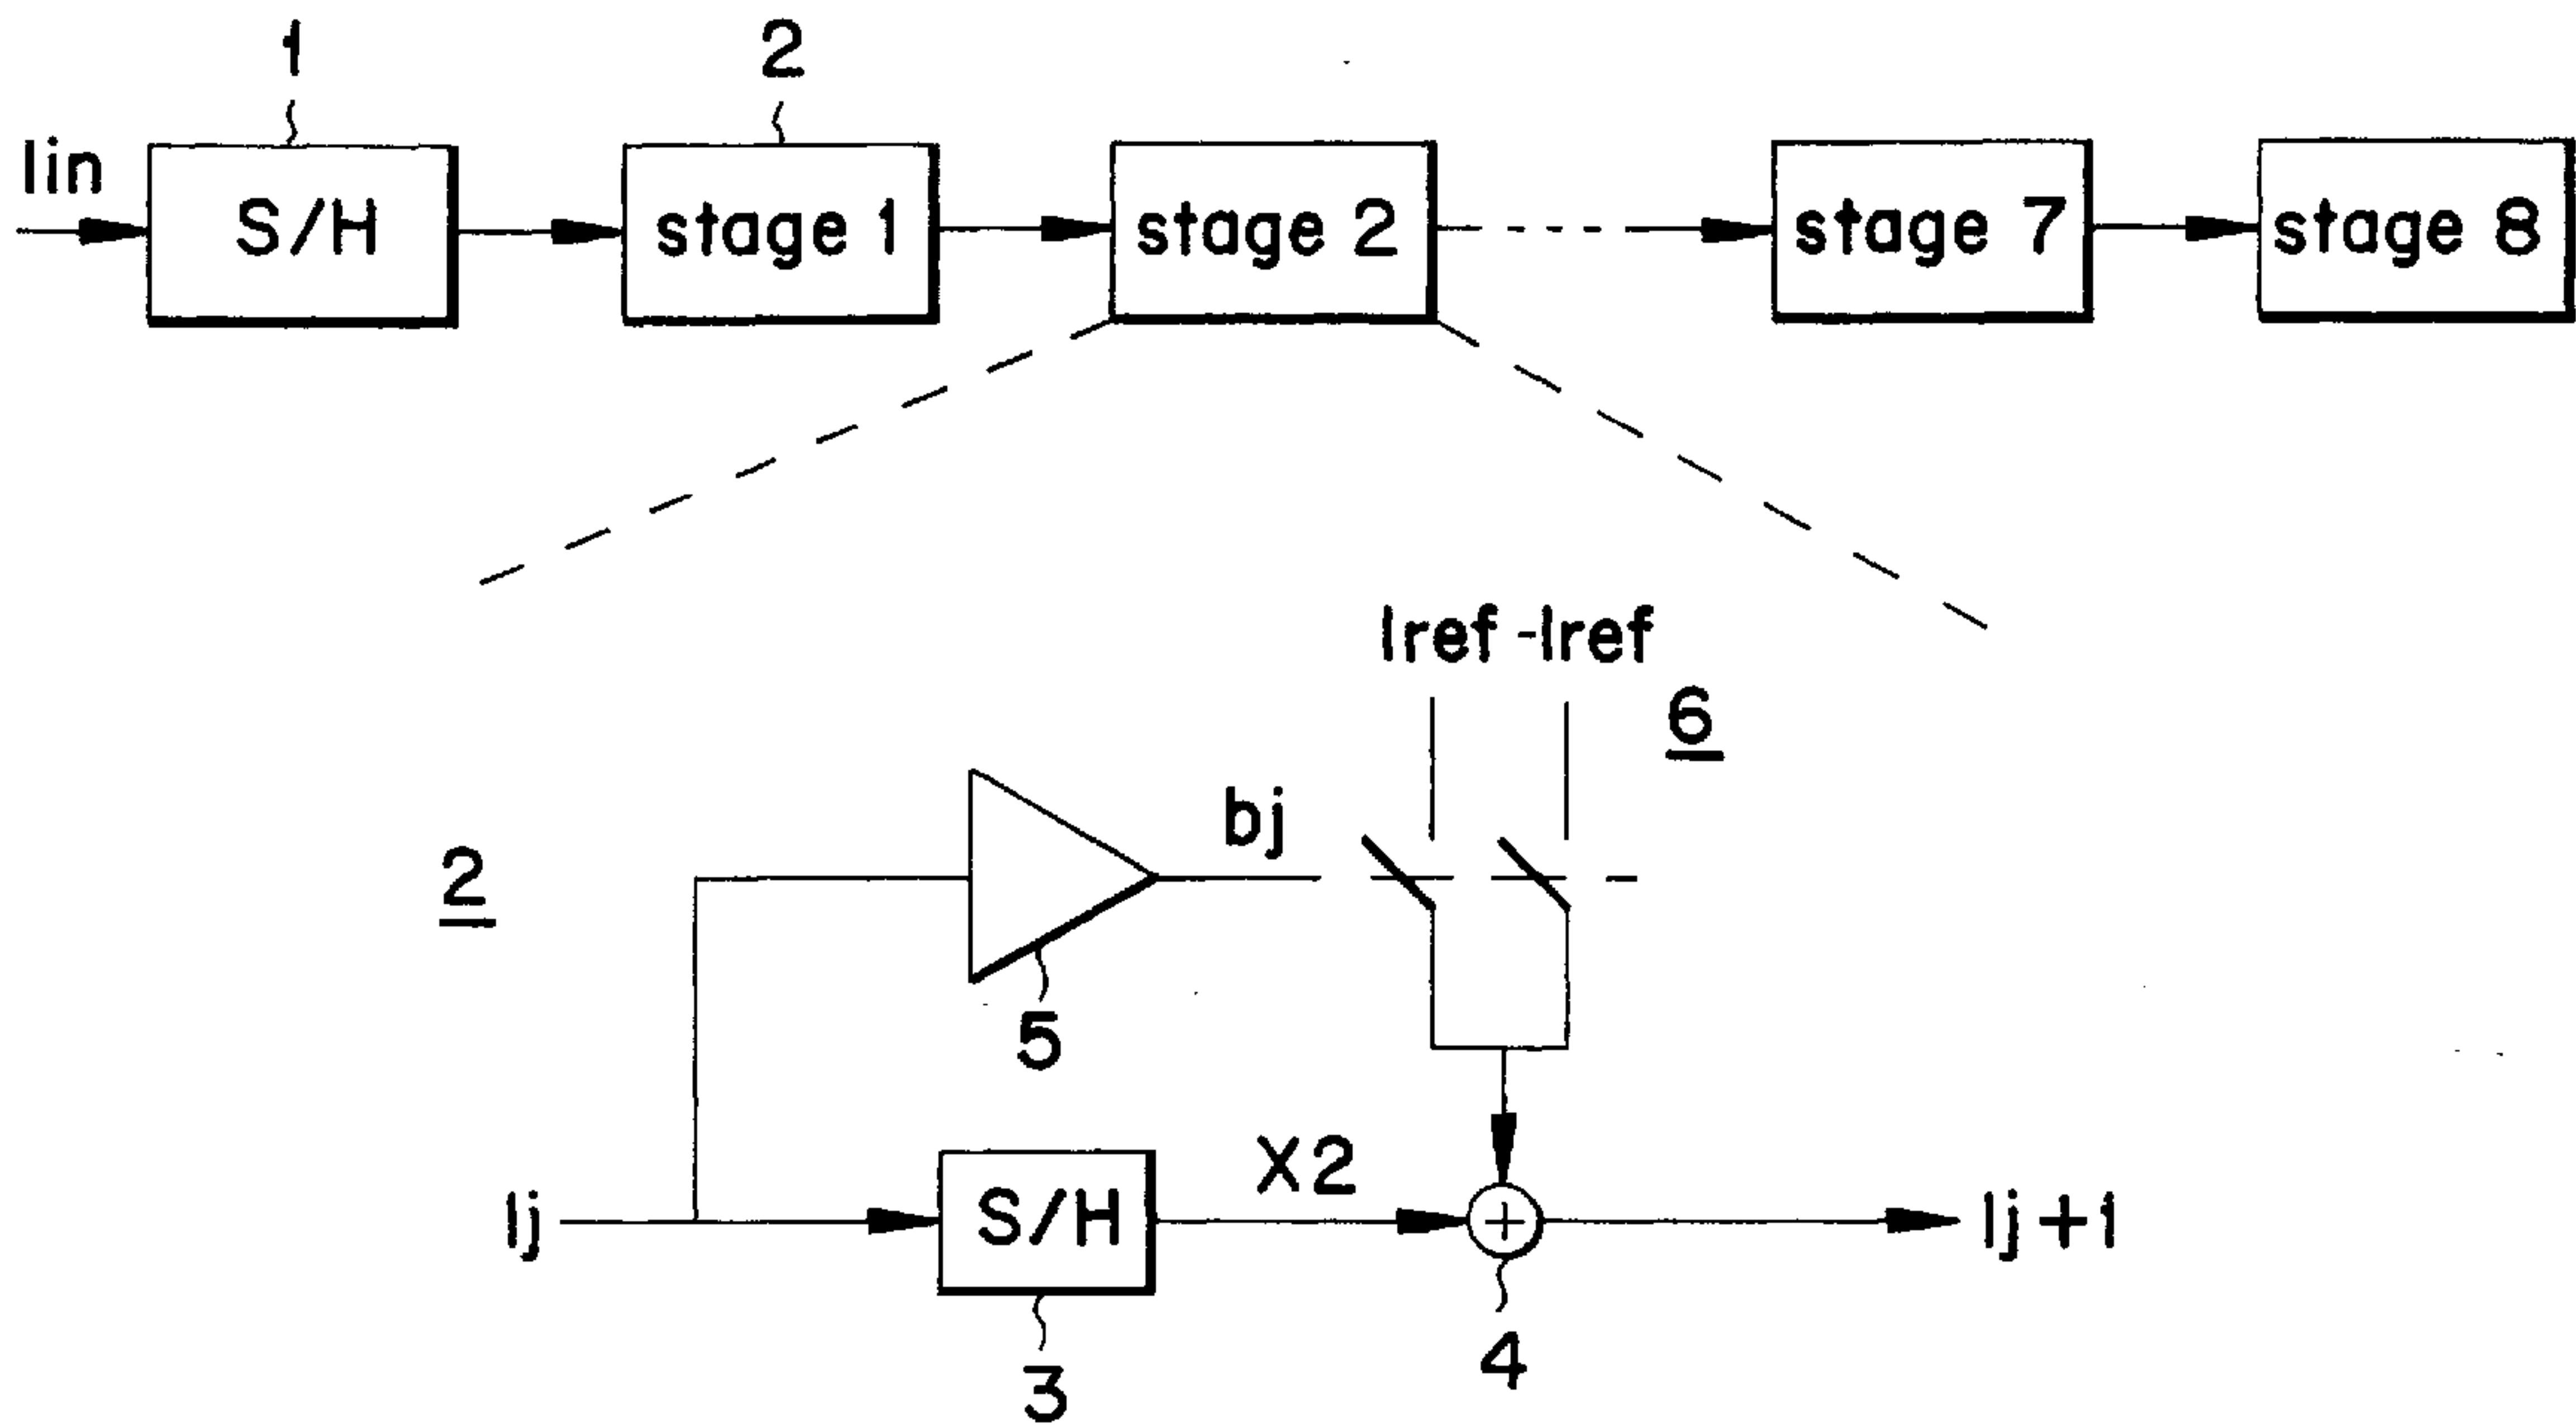 1 2
Iin S/H stage 1 stage 2 stage 7 stage 8
Iref -Iref
6
bj
2
5
X2
Ij S/H + Ij+1
3 4